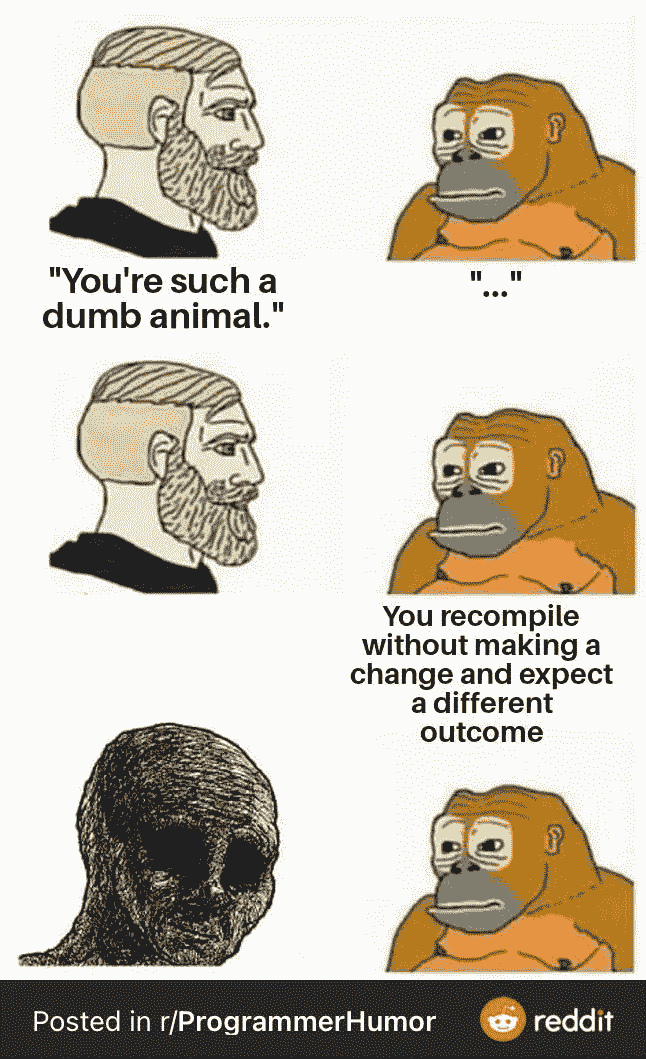 "You're such a
dumb animal."
"..."
You recompile
without making a
change and expect
a different
outcome
Posted in r/ProgrammerHumor
reddit